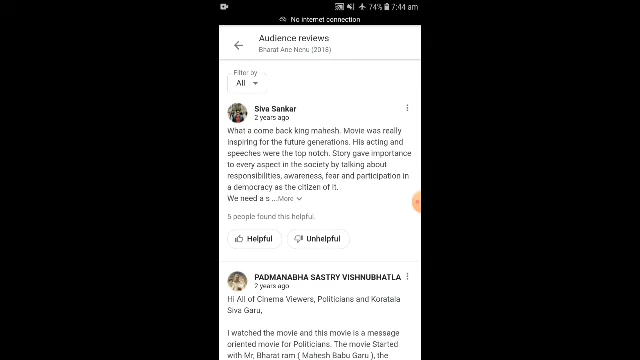 74% 7:44 am
No internet connection
Audience reviews
Bharat Ane Nenu (2018)
Filter by
All
Siva Sankar
2 years ago
What a come back king mahesh. Movie was really
inspiring for the future generations. His acting and
speeches were the top notch. Story gave importance
to every aspect in the society by talking about
responsibilities, awareness, fear and participation in
a democracy as the citizen of it.
We need a s ...More
5 people found this helpful.
Helpful
Unhelpful
PADMANABHA SASTRY VISHNUBHATLA
2 years ago
Hi All of Cinema Viewers, Politicians and Koratala
Siva Garu,
I watched the movie and this movie is a message
oriented movie for Politicians. The movie Started
with Mr, Bharat ram ( Mahesh Babu Garu ), the